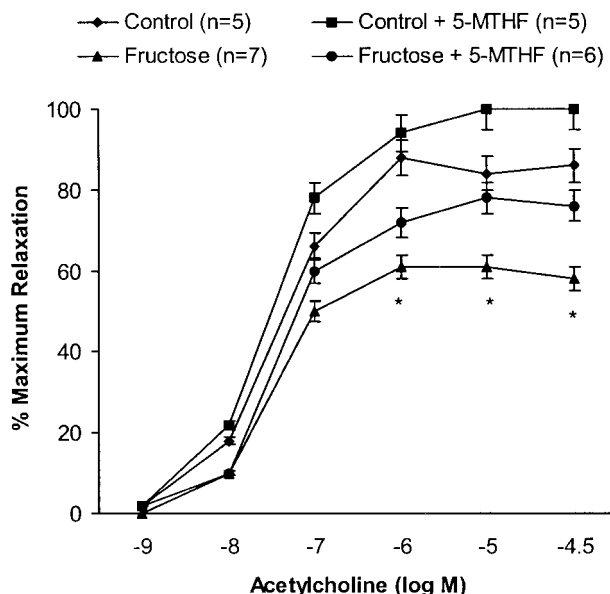 Control (n=5) Control + 5-MTHF (n=5)
Fructose (n=7) Fructose + 5-MTHF (n=6)
100
80
60
40
20
0
% Maximum Relaxation
* * *
-9 -8 -7 -6 -5 -4.5
Acetylcholine (log M)